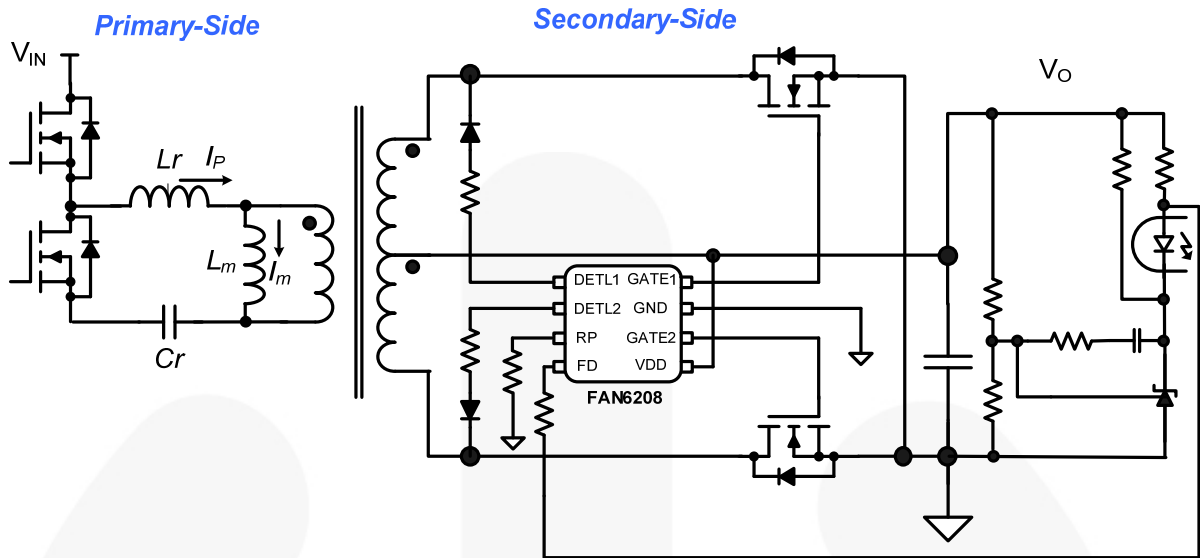 Primary-Side
Secondary-Side
VIN
VO
Lr
IP
Lm
Im
Cr
DETL1 GATE1
DETL2 GND
RP GATE2
FD VDD
FAN6208